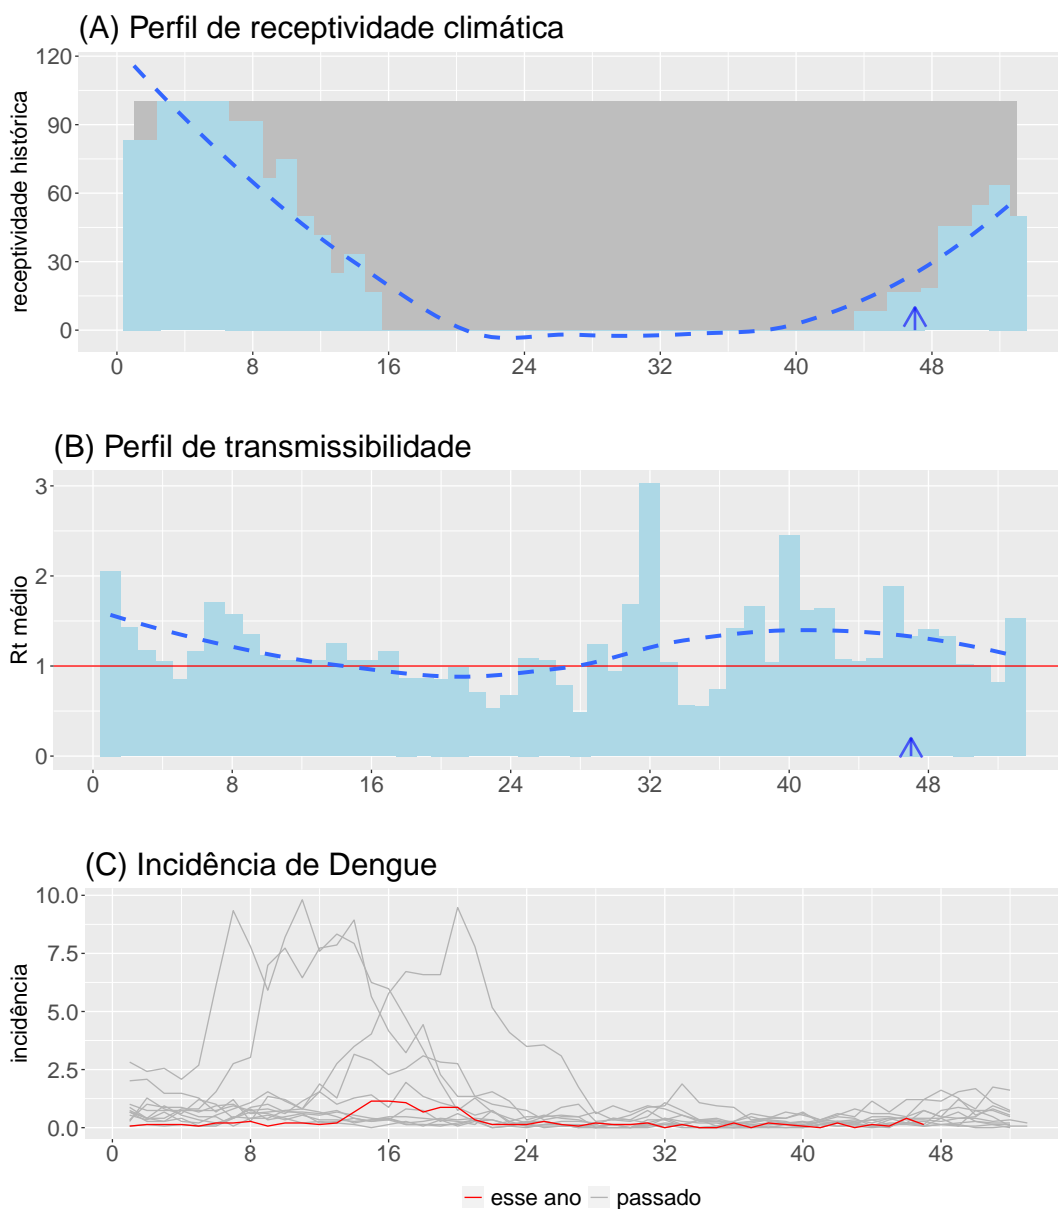 (A) Perfil de receptividade climática
receptividade histórica
120
90
60
30
0
0 8 16 24 32 40 48
(B) Perfil de transmissibilidade
Rt médio
3
2
1
0
0 8 16 24 32 40 48
(C) Incidência de Dengue
incidência
10.0
7.5
5.0
2.5
0.0
0 8 16 24 32 40 48
esse ano passado